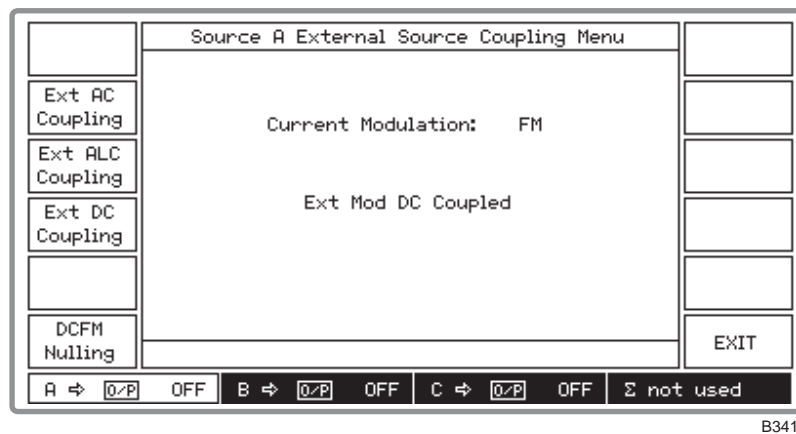 Source A External Source Coupling Menu
Ext AC
Coupling
Ext ALC
Coupling
Ext DC
Coupling
DCFM
Nulling
Current Modulation: FM
Ext Mod DC Coupled
EXIT
A ⇨ O/P OFF B ⇨ O/P OFF C ⇨ O/P OFF Σ not used
B341